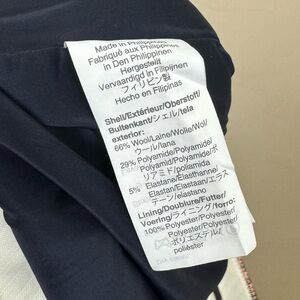 Made in Philippines
Fabriqué aux Philippines
In Den Philippinen
Hergestellt
Vervaardigd in Filipijnen
フィリピン製
Hecho en Filipinas
Shell/Extérieur/Oberstoff/
Buitenkant/シェル/tela
exterior:
66% Wool/Laine/Wolle/Wol/
ウール/lana
29% Polyamide/Polyamide/
Polyamid/Polyamide/ポ
リアミド/poliamida
5% Elastane/Élasthanne/
Elastan/Elastaan/エラス
テーン/elastano
Lining/Doublure/Futter/
Voering/ライニング/forro:
100% Polyester/Polyester/
Polyester/Polyester/ポ
リエステル/
poliéster